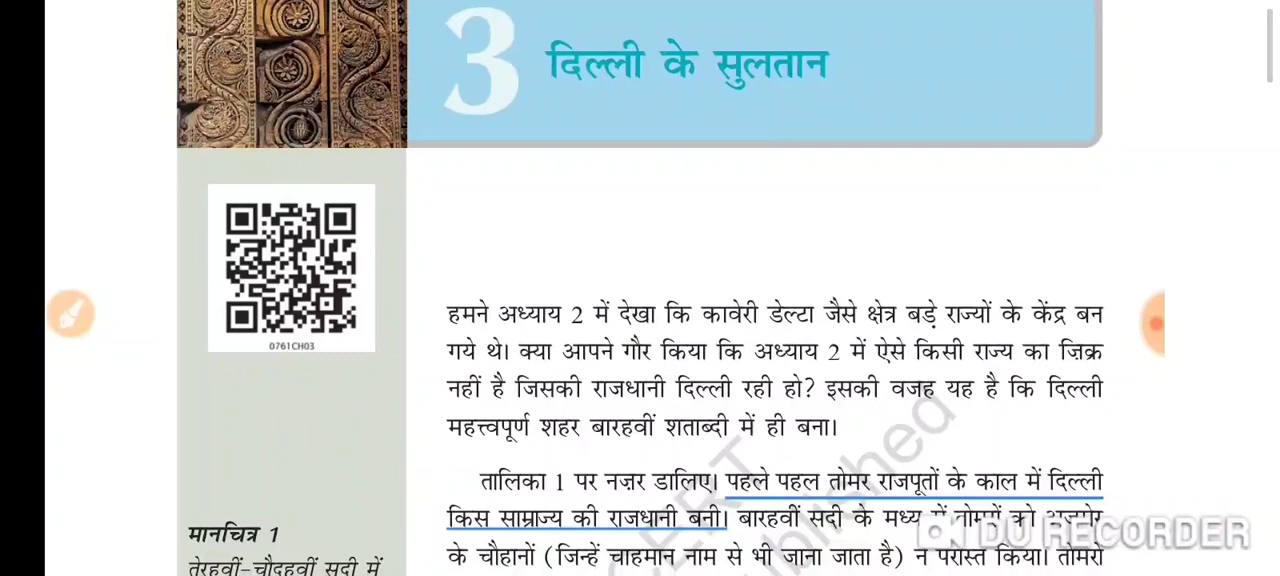 3 दिल्ली के सुलतान
0761CH03
हमने अध्याय 2 में देखा कि कावेरी डेल्टा जैसे क्षेत्र बड़े राज्यों के केंद्र बन
गये थे। क्या आपने गौर किया कि अध्याय 2 में ऐसे किसी राज्य का ज़िक्र
नहीं है जिसकी राजधानी दिल्ली रही हो? इसकी वजह यह है कि दिल्ली
महत्त्वपूर्ण शहर बारहवीं शताब्दी में ही बना।
तालिका 1 पर नज़र डालिए। पहले पहल तोमर राजपूतों के काल में दिल्ली
किस साम्राज्य की राजधानी बनी। बारहवीं सदी के मध्य में तोमरों को अजमेर
के चौहानों (जिन्हें चाहमान नाम से भी जाना जाता है) ने परास्त किया। तोमरों
मानचित्र 1
तेरहवीं-चौदहवीं सदी में
DU RECORDER